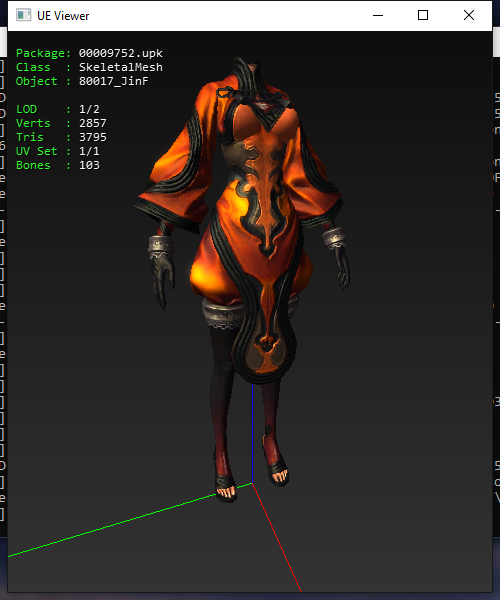 UE Viewer
Package: 00009752.upk
Class  : SkeletalMesh
Object : 80017_JinF
LOD    : 1/2
Verts  : 2857
Tris   : 3795
UV Set : 1/1
Bones  : 103